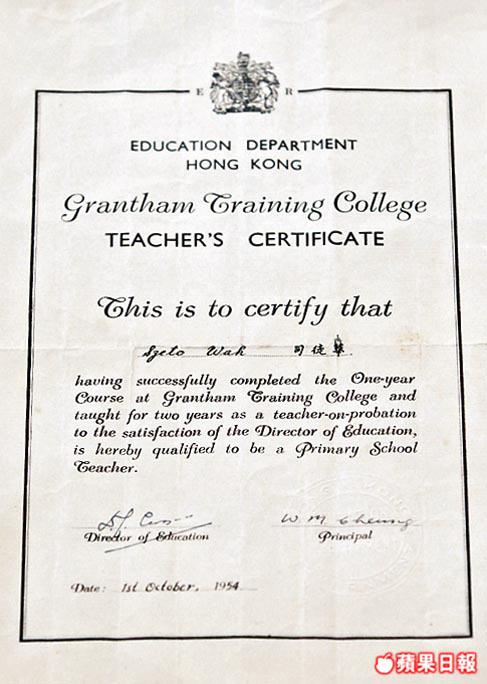 E R
EDUCATION DEPARTMENT
HONG KONG
Grantham Training College
TEACHER'S CERTIFICATE
This is to certify that
Szeto Wah 司徒華
having successfully completed the One-year
Course at Grantham Training College and
taught for two years as a teacher-on-probation
to the satisfaction of the Director of Education,
is hereby qualified to be a Primary School
Teacher.
W. M. Cheung
Director of Education Principal
Date: 1st October, 1954
蘋果日報